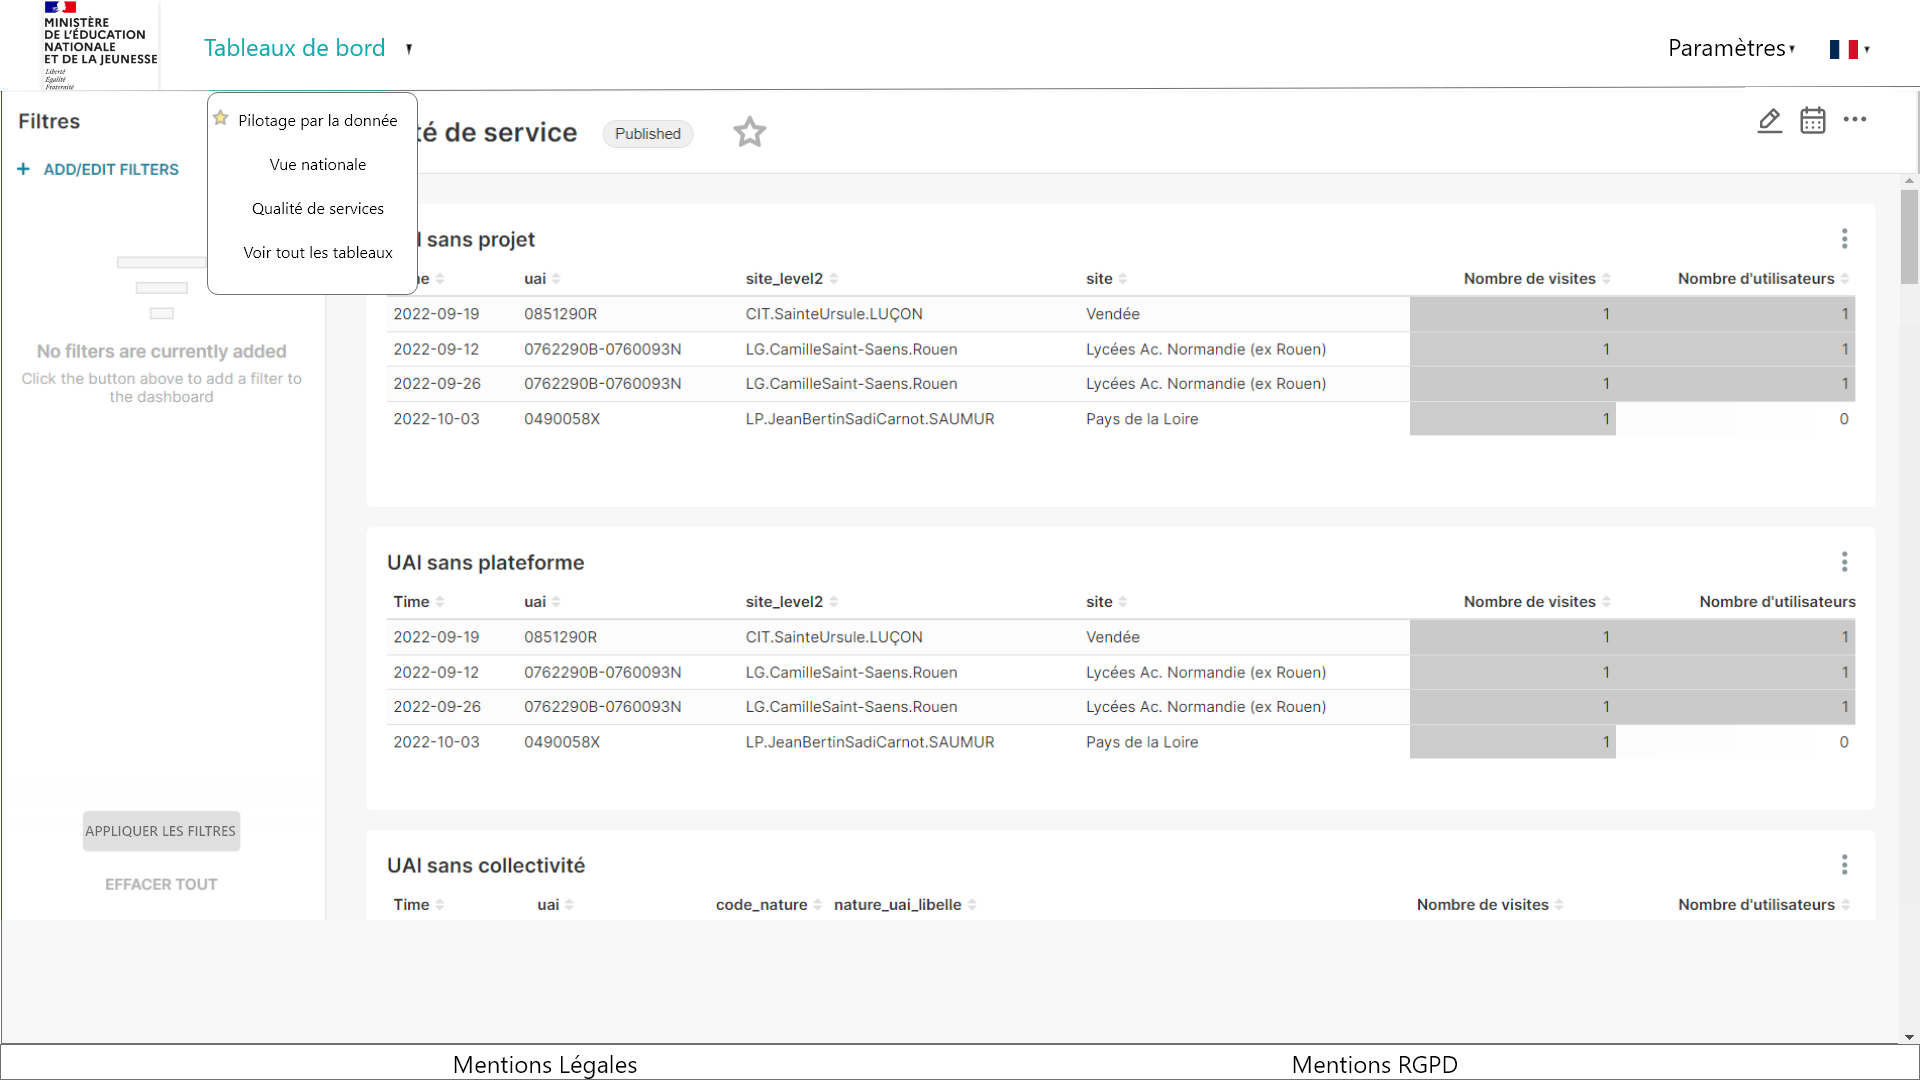 MINISTÈRE
DE L'ÉDUCATION
NATIONALE
ET DE LA JEUNESSE
Liberté
Égalité
Fraternité
Tableaux de bord
Paramètres
Filtres
ADD/EDIT FILTERS
Pilotage par la donnée
Vue nationale
Qualité de services
Voir tout les tableaux
té de service Published
No filters are currently added
Click the button above to add a filter to
the dashboard
APPLIQUER LES FILTRES
EFFACER TOUT
sans projet
uai site_level2 site Nombre de visites Nombre d'utilisateurs
2022-09-19 0851290R CIT.SainteUrsule.LUÇON Vendée 1 1
2022-09-12 0762290B-0760093N LG.CamilleSaint-Saens.Rouen Lycées Ac. Normandie (ex Rouen) 1 1
2022-09-26 0762290B-0760093N LG.CamilleSaint-Saens.Rouen Lycées Ac. Normandie (ex Rouen) 1 1
2022-10-03 0490058X LP.JeanBertinSadiCarnot.SAUMUR Pays de la Loire 1 0
UAI sans plateforme
Time uai site_level2 site Nombre de visites Nombre d'utilisateurs
2022-09-19 0851290R CIT.SainteUrsule.LUÇON Vendée 1 1
2022-09-12 0762290B-0760093N LG.CamilleSaint-Saens.Rouen Lycées Ac. Normandie (ex Rouen) 1 1
2022-09-26 0762290B-0760093N LG.CamilleSaint-Saens.Rouen Lycées Ac. Normandie (ex Rouen) 1 1
2022-10-03 0490058X LP.JeanBertinSadiCarnot.SAUMUR Pays de la Loire 1 0
UAI sans collectivité
Time uai code_nature nature_uai_libelle Nombre de visites Nombre d'utilisateurs
Mentions Légales
Mentions RGPD